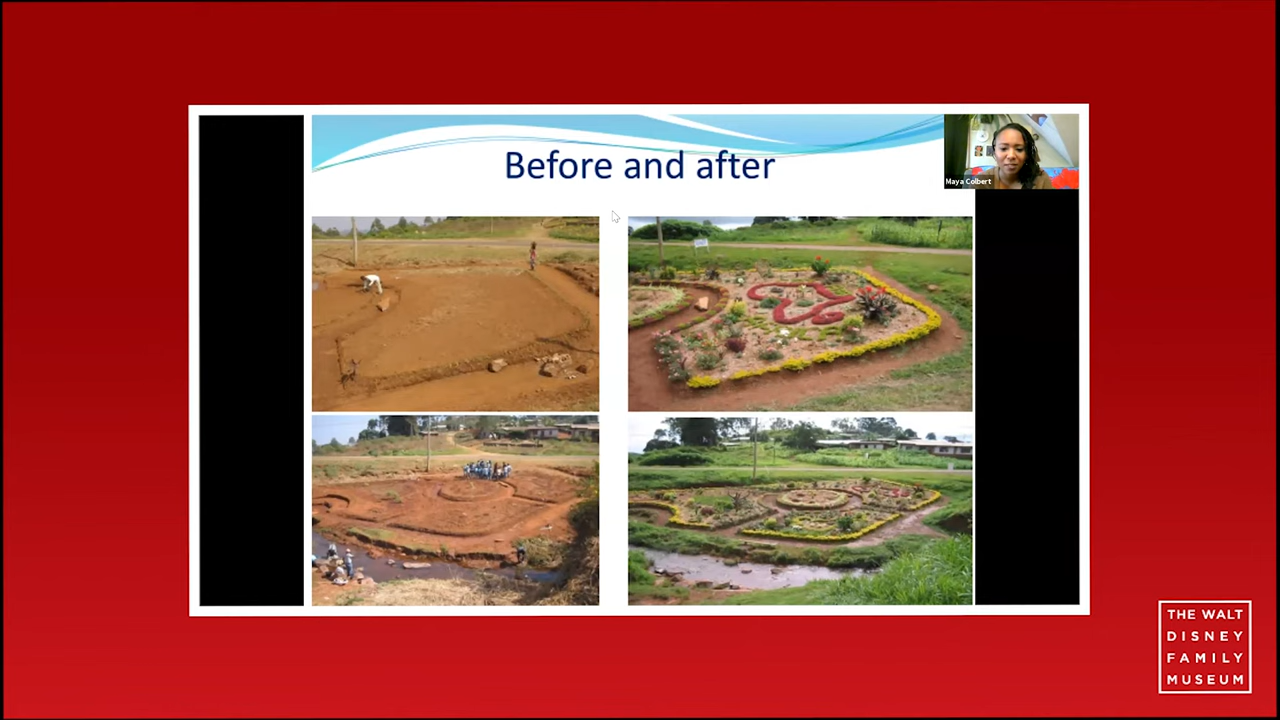 Before and after
Maya Colbert
THE WALT
DISNEY
FAMILY
MUSEUM